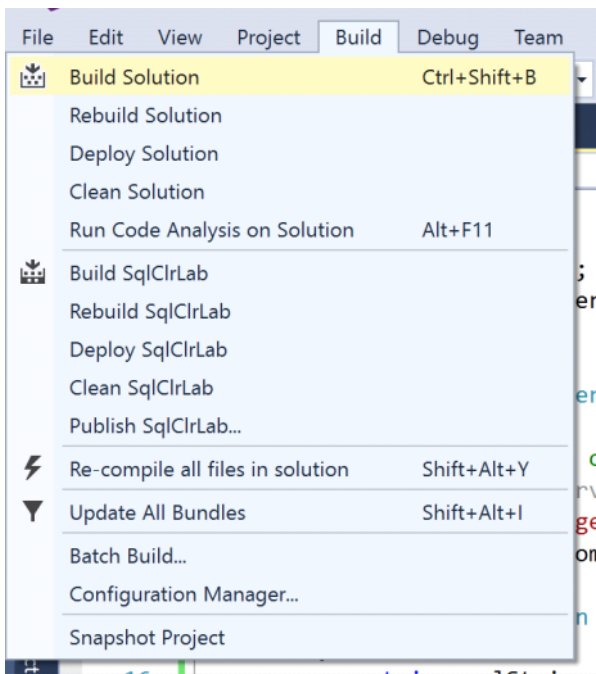 File Edit View Project Build Debug Team
Build Solution Ctrl+Shift+B
Rebuild Solution
Deploy Solution
Clean Solution
Run Code Analysis on Solution Alt+F11
Build SqlClrLab
Rebuild SqlClrLab
Deploy SqlClrLab
Clean SqlClrLab
Publish SqlClrLab...
Re-compile all files in solution Shift+Alt+Y
Update All Bundles Shift+Alt+I
Batch Build...
Configuration Manager...
Snapshot Project